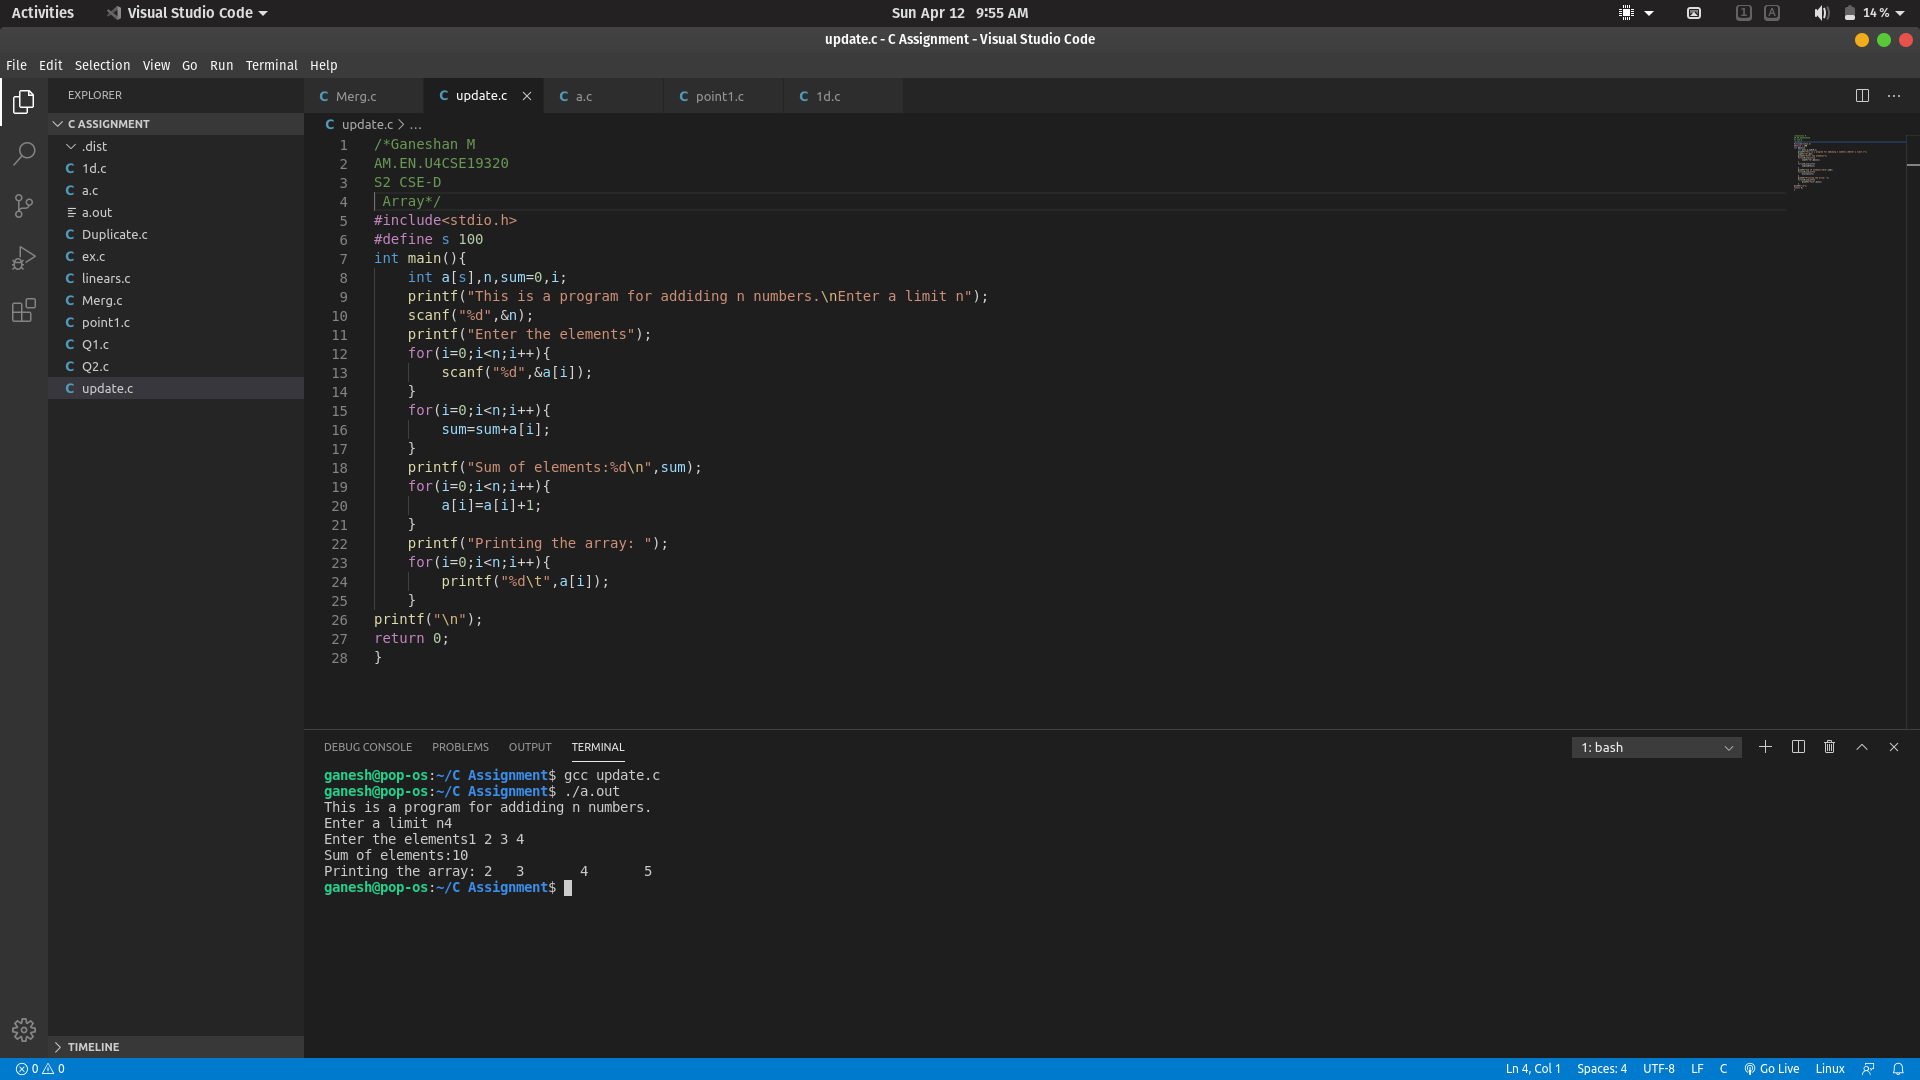 Activities Visual Studio Code Sun Apr 12 9:55 AM 1 A 14 %
update.c - C Assignment - Visual Studio Code
File Edit Selection View Go Run Terminal Help
EXPLORER
C ASSIGNMENT
.dist
C 1d.c
C a.c
a.out
C Duplicate.c
C ex.c
C linears.c
C Merg.c
C point1.c
C Q1.c
C Q2.c
C update.c
TIMELINE
C Merg.c C update.c C a.c C point1.c C 1d.c
C update.c > ...
1 /*Ganeshan M
2 AM.EN.U4CSE19320
3 S2 CSE-D
4  Array*/
5 #include<stdio.h>
6 #define s 100
7 int main(){
8     int a[s],n,sum=0,i;
9     printf("This is a program for addiding n numbers.\nEnter a limit n");
10     scanf("%d",&n);
11     printf("Enter the elements");
12     for(i=0;i<n;i++){
13         scanf("%d",&a[i]);
14     }
15     for(i=0;i<n;i++){
16         sum=sum+a[i];
17     }
18     printf("Sum of elements:%d\n",sum);
19     for(i=0;i<n;i++){
20         a[i]=a[i]+1;
21     }
22     printf("Printing the array: ");
23     for(i=0;i<n;i++){
24         printf("%d\t",a[i]);
25     }
26 printf("\n");
27 return 0;
28 }
DEBUG CONSOLE PROBLEMS OUTPUT TERMINAL 1: bash
ganesh@pop-os:~/C Assignment$ gcc update.c
ganesh@pop-os:~/C Assignment$ ./a.out
This is a program for addiding n numbers.
Enter a limit n4
Enter the elements1 2 3 4
Sum of elements:10
Printing the array: 2   3       4       5
ganesh@pop-os:~/C Assignment$
0 0 Ln 4, Col 1 Spaces: 4 UTF-8 LF C Go Live Linux